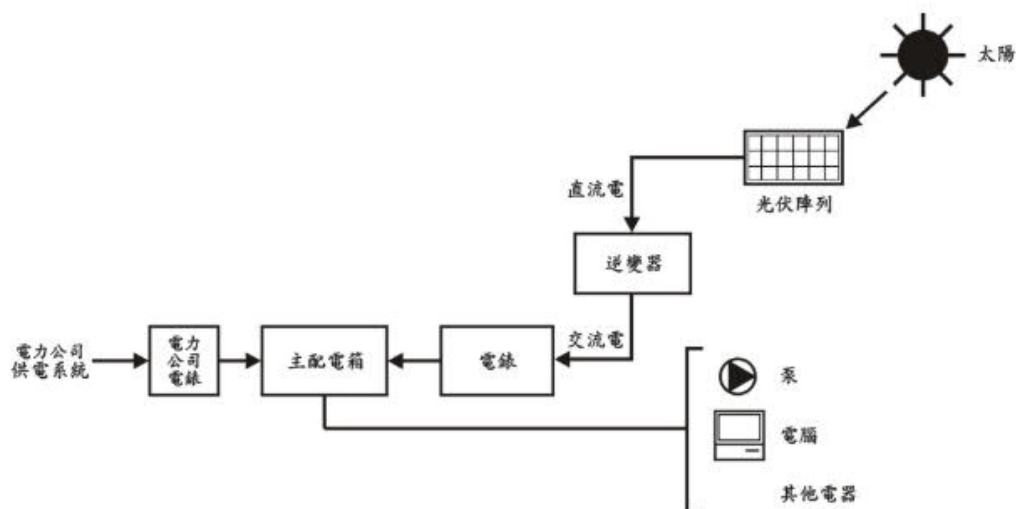 太陽
光伏陣列
直流電
逆變器
交流電
電力公司
供電系統
電力
公司
電錶
主配電箱
電錶
泵
電腦
其他電器